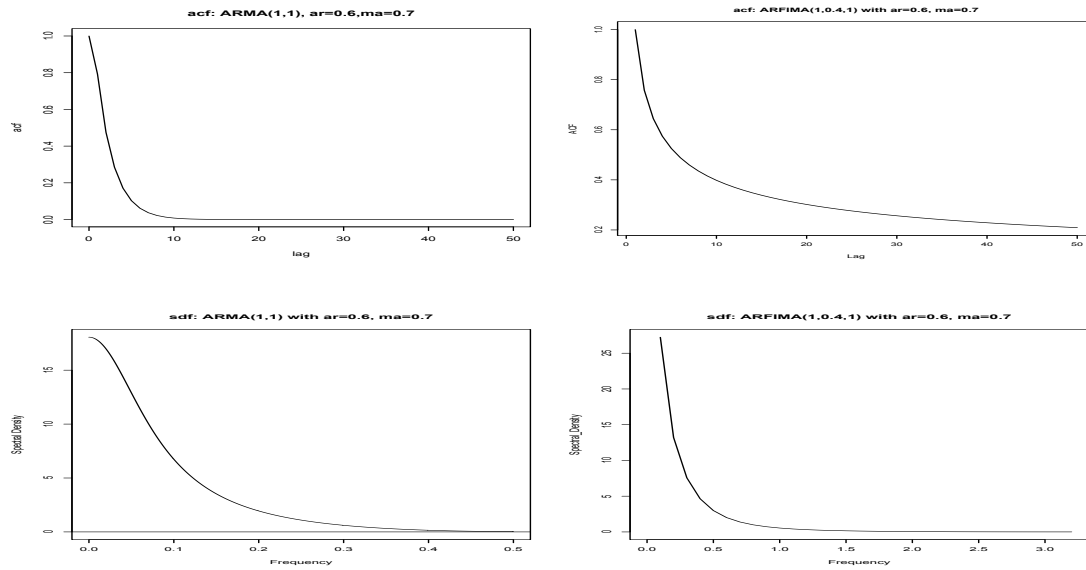 acf: ARMA(1,1), ar=0.6,ma=0.7
acf
1.0
0.8
0.6
0.4
0.2
0.0
0 10 20 30 40 50
lag
acf: ARFIMA(1,0.4,1) with ar=0.6, ma=0.7
ACF
1.0
0.8
0.6
0.4
0.2
0 10 20 30 40 50
Lag
sdf: ARMA(1,1) with ar=0.6, ma=0.7
Spectral Density
15
10
5
0
0.0 0.1 0.2 0.3 0.4 0.5
Frequency
sdf: ARFIMA(1,0.4,1) with ar=0.6, ma=0.7
Spectral_Density
25
20
15
10
5
0
0.0 0.5 1.0 1.5 2.0 2.5 3.0
Frequency